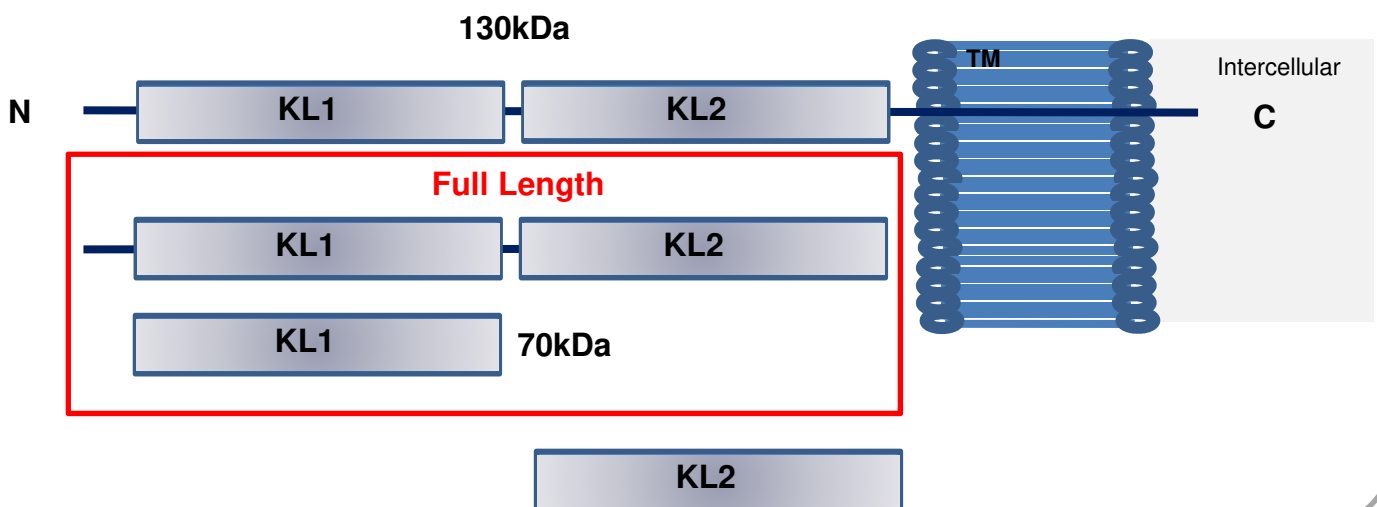 130kDa
TM
Intercellular
N
KL1
KL2
C
Full Length
KL1
KL2
KL1
70kDa
KL2